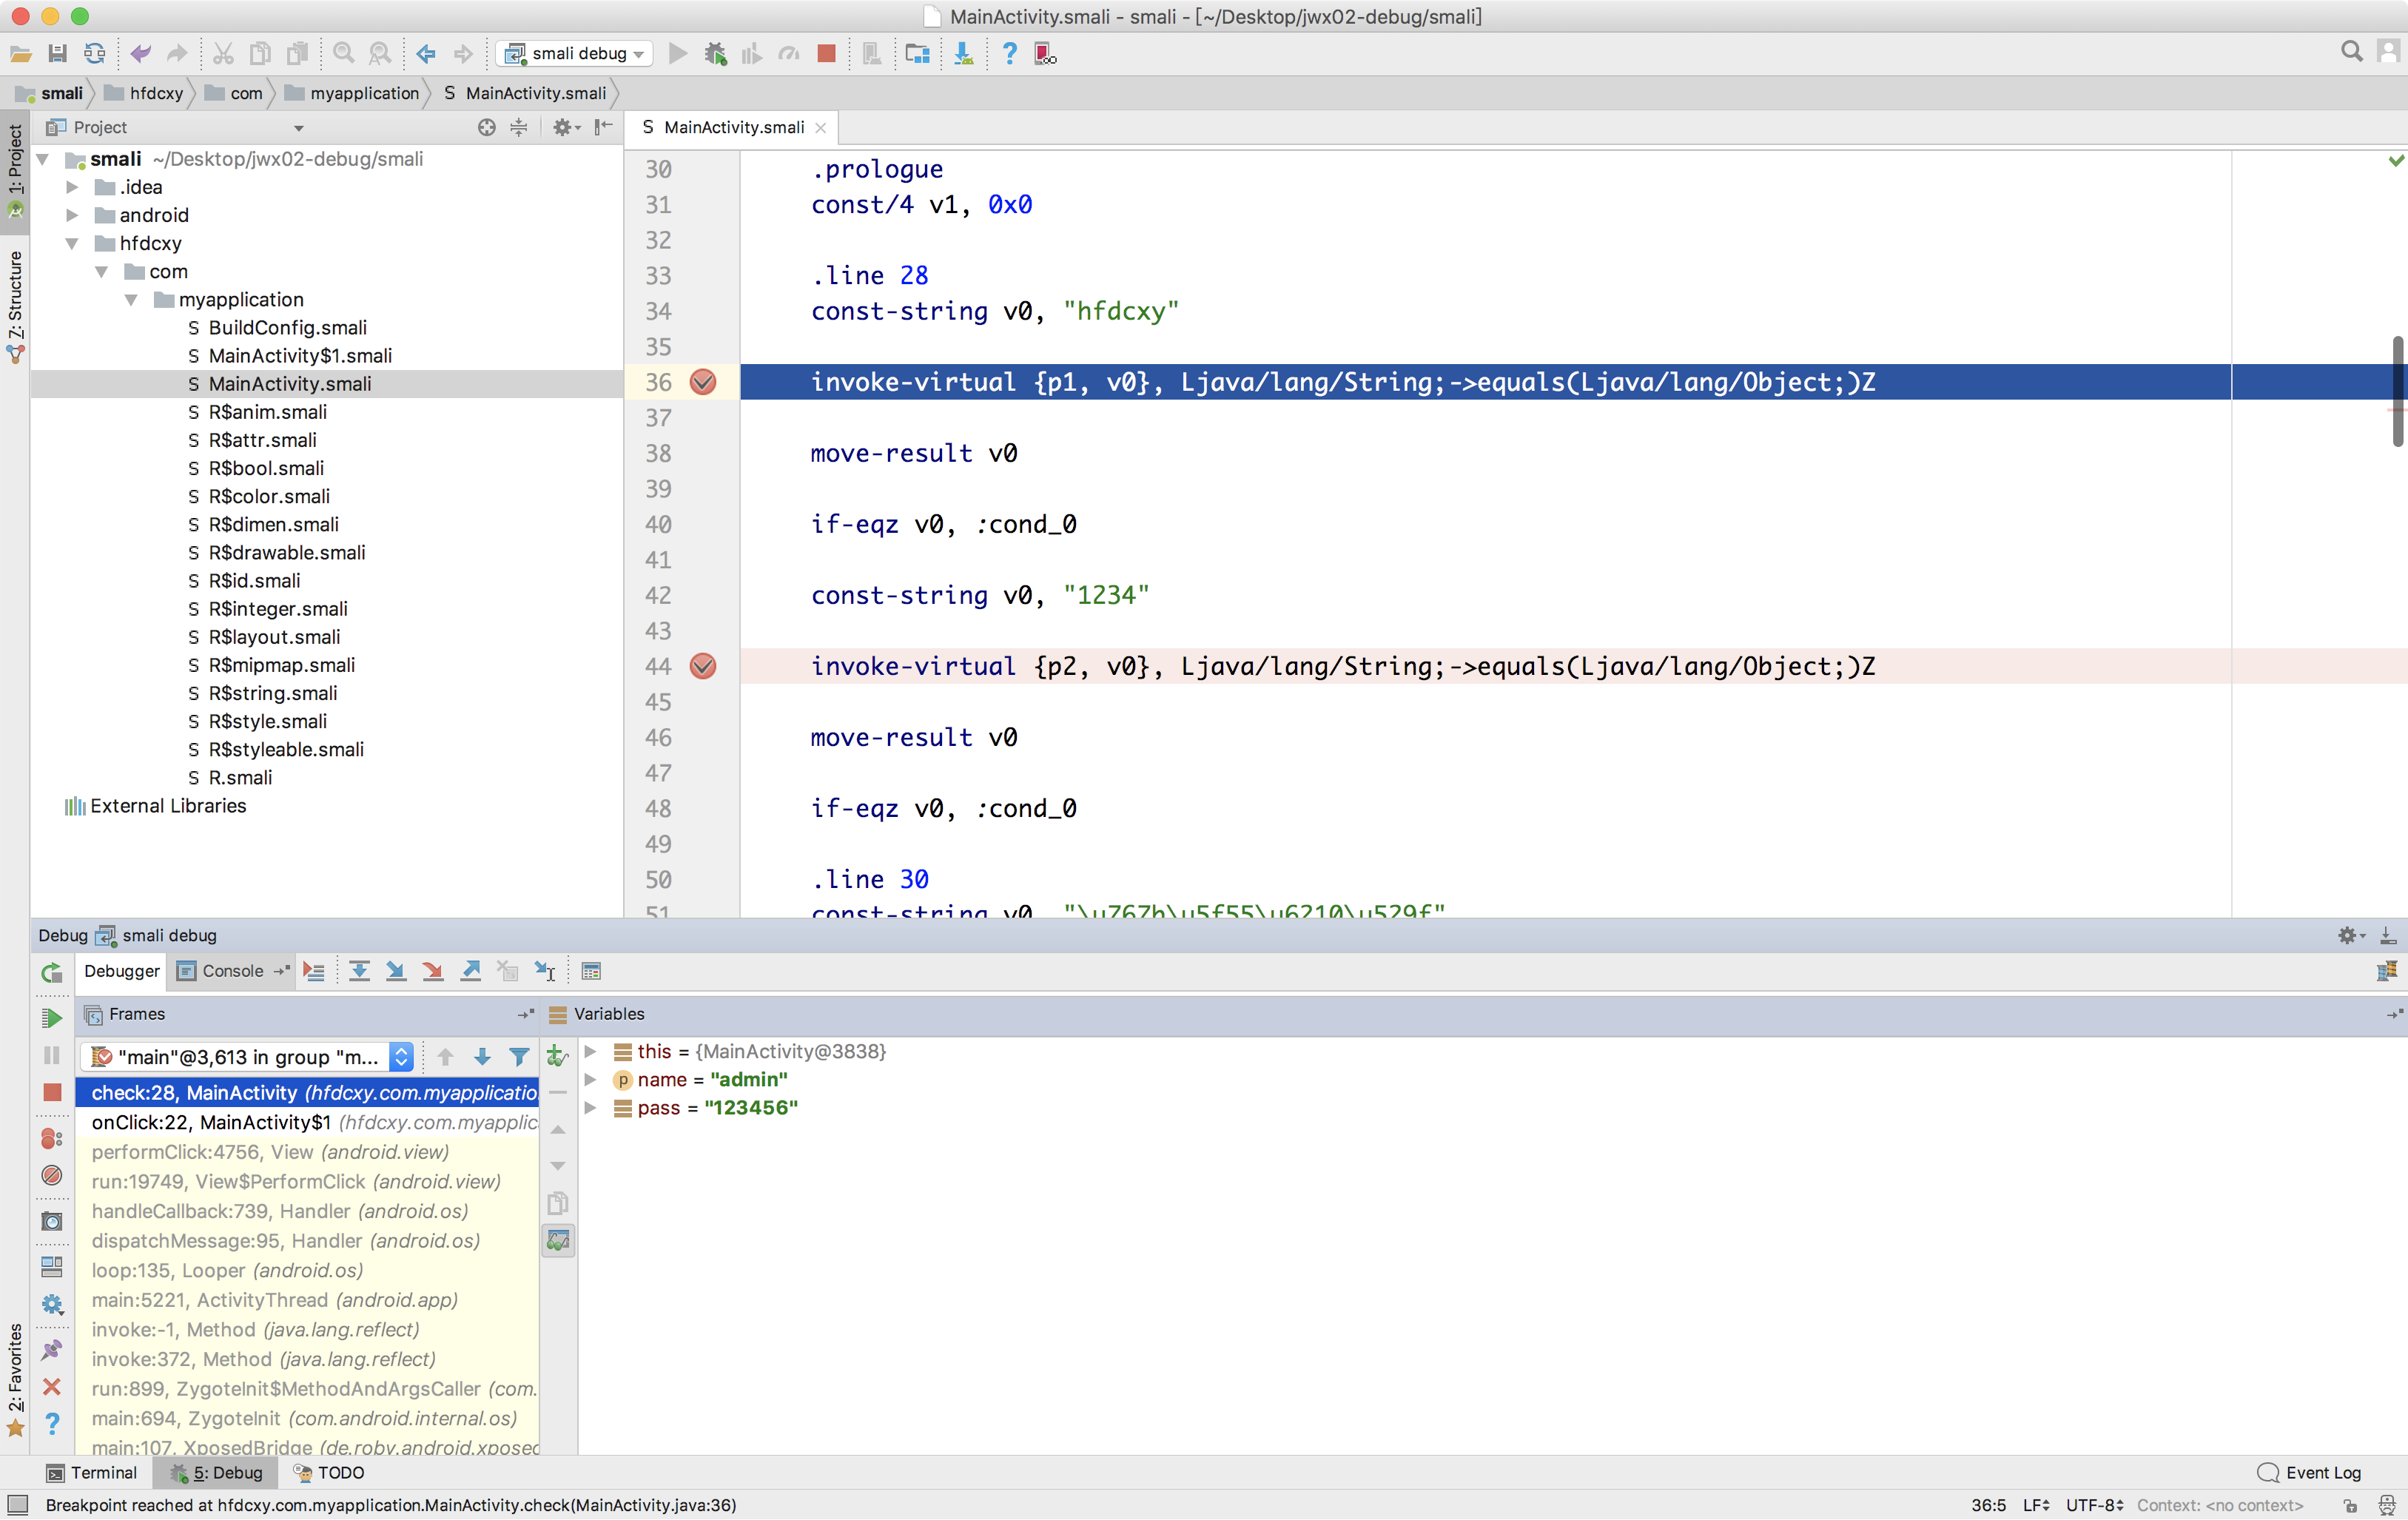 MainActivity.smali - smali - [~/Desktop/jwx02-debug/smali]
smali debug
smali
hfdcxy
com
myapplication
S MainActivity.smali
1: Project
Z: Structure
2: Favorites
Project
smali ~/Desktop/jwx02-debug/smali
.idea
android
hfdcxy
com
myapplication
S BuildConfig.smali
S MainActivity$1.smali
S MainActivity.smali
S R$anim.smali
S R$attr.smali
S R$bool.smali
S R$color.smali
S R$dimen.smali
S R$drawable.smali
S R$id.smali
S R$integer.smali
S R$layout.smali
S R$mipmap.smali
S R$string.smali
S R$style.smali
S R$styleable.smali
S R.smali
External Libraries
S MainActivity.smali
30 .prologue
31 const/4 v1, 0x0
32
33 .line 28
34 const-string v0, "hfdcxy"
35
36 invoke-virtual {p1, v0}, Ljava/lang/String;->equals(Ljava/lang/Object;)Z
37
38 move-result v0
39
40 if-eqz v0, :cond_0
41
42 const-string v0, "1234"
43
44 invoke-virtual {p2, v0}, Ljava/lang/String;->equals(Ljava/lang/Object;)Z
45
46 move-result v0
47
48 if-eqz v0, :cond_0
49
50 .line 30
51 const-string v0, "\u767b\u5f55\u6210\u529f"
Debug smali debug
Debugger
Console
Frames
"main"@3,613 in group "m...
check:28, MainActivity (hfdcxy.com.myapplicatio
onClick:22, MainActivity$1 (hfdcxy.com.myapplic
performClick:4756, View (android.view)
run:19749, View$PerformClick (android.view)
handleCallback:739, Handler (android.os)
dispatchMessage:95, Handler (android.os)
loop:135, Looper (android.os)
main:5221, ActivityThread (android.app)
invoke:-1, Method (java.lang.reflect)
invoke:372, Method (java.lang.reflect)
run:899, ZygoteInit$MethodAndArgsCaller (com.
main:694, ZygoteInit (com.android.internal.os)
main:107, XposedBridge (de.robv.android.xposed
Variables
this = {MainActivity@3838}
p name = "admin"
pass = "123456"
Terminal
5: Debug
TODO
Event Log
Breakpoint reached at hfdcxy.com.myapplication.MainActivity.check(MainActivity.java:36)
36:5 LF UTF-8 Context: <no context>